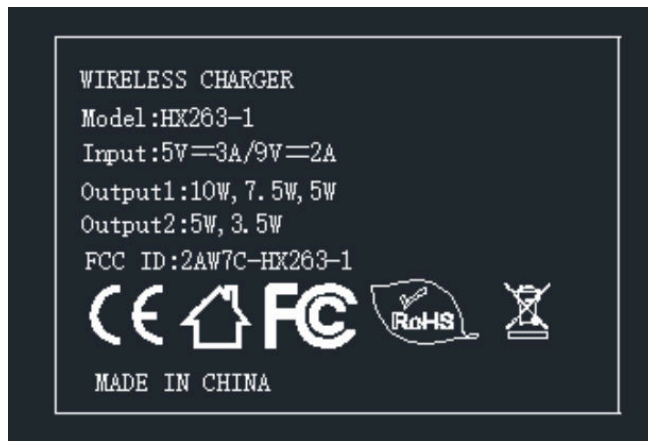 WIRELESS CHARGER
Model:HX263-1
Input:5V⎓3A/9V⎓2A
Output1:10W,7.5W,5W
Output2:5W,3.5W
FCC ID:2AW7C-HX263-1
CE FC RoHS
MADE IN CHINA